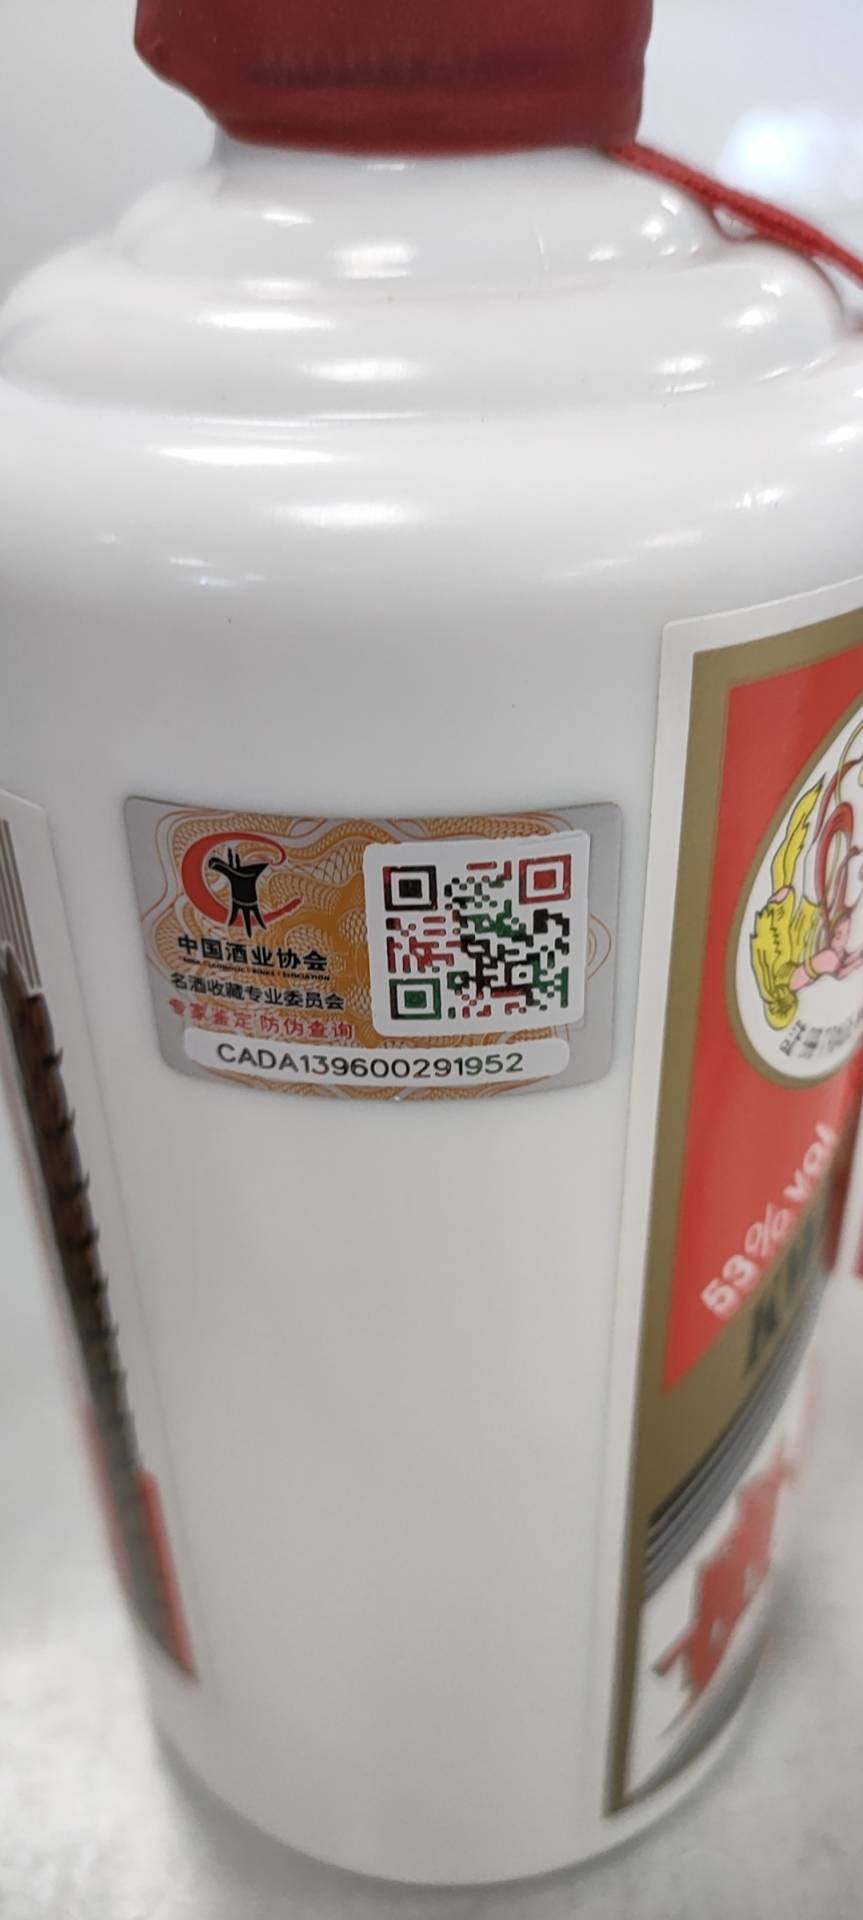 中国酒业协会
名酒收藏专业委员会
专家鉴定 防伪查询
CADA139600291952
53% vol